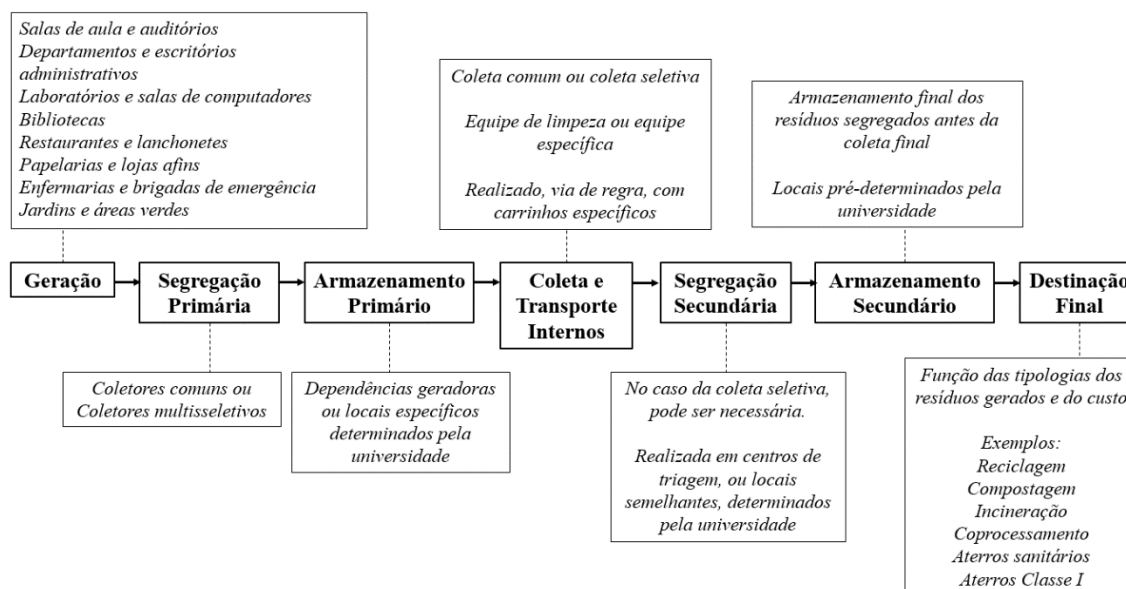 Salas de aula e auditórios
Departamentos e escritórios
administrativos
Laboratórios e salas de computadores
Bibliotecas
Restaurantes e lanchonetes
Papelarias e lojas afins
Enfermarias e brigadas de emergência
Jardins e áreas verdes
Coleta comum ou coleta seletiva
Equipe de limpeza ou equipe
específica
Realizado, via de regra, com
carrinhos específicos
Armazenamento final dos
resíduos segregados antes da
coleta final
Locais pré-determinados pela
universidade
Geração
Segregação
Primária
Armazenamento
Primário
Coleta e
Transporte
Internos
Segregação
Secundária
Armazenamento
Secundário
Destinação
Final
Coletores comuns ou
Coletores multisseletivos
Dependências geradoras
ou locais específicos
determinados pela
universidade
No caso da coleta seletiva,
pode ser necessária.
Realizada em centros de
triagem, ou locais
semelhantes, determinados
pela universidade
Função das tipologias dos
resíduos gerados e do custo
Exemplos:
Reciclagem
Compostagem
Incineração
Coprocessamento
Aterros sanitários
Aterros Classe I